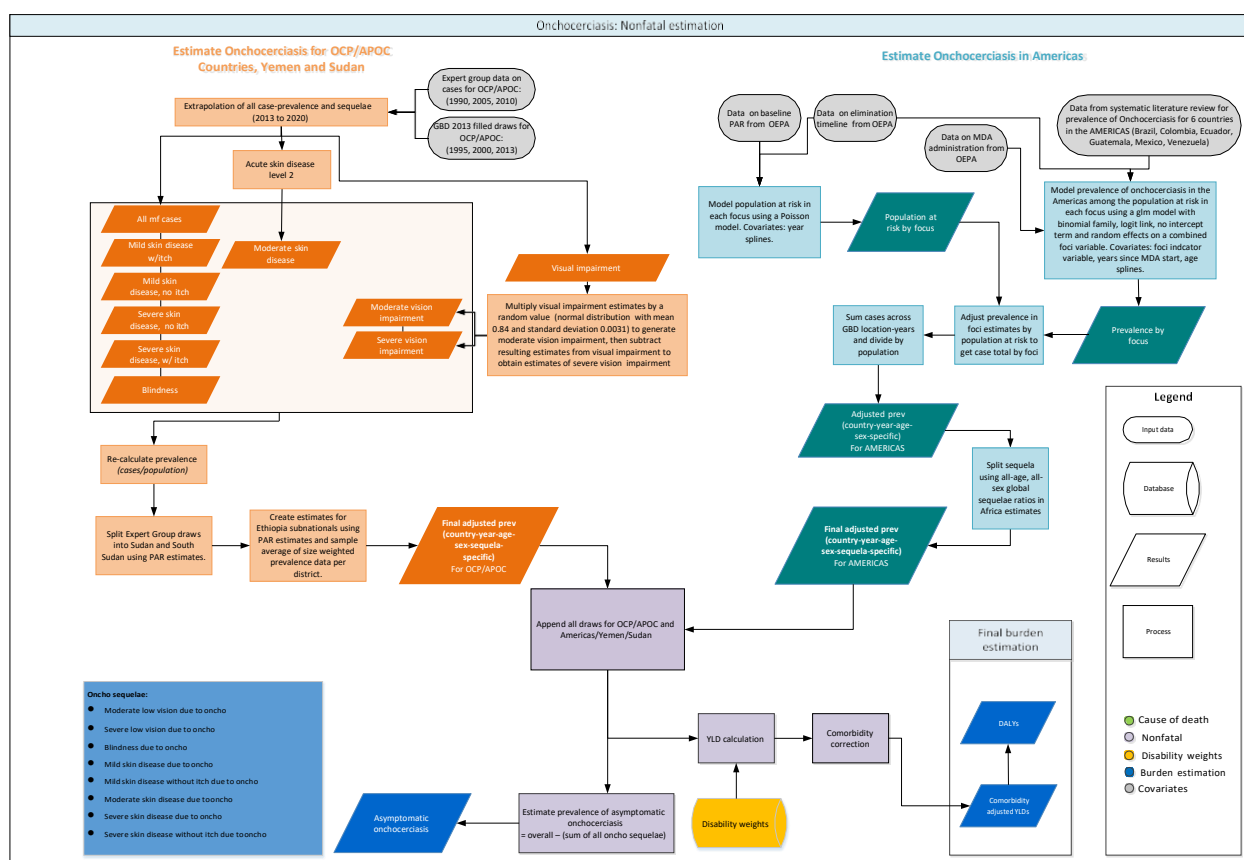 Onchocerciasis: Nonfatal estimation
Estimate Onchocerciasis for OCP/APOC
Countries, Yemen and Sudan
Extrapolation of all case-prevalence and sequelae
(2013 to 2020)
Expert group data on
cases for OCP/APOC:
(1990, 2005, 2010)
GBD 2013 filled draws for
OCP/APOC:
(1995, 2000, 2013)
Acute skin disease
level 2
All mf cases
Mild skin disease
w/itch
Mild skin
disease, no itch
Severe skin
disease, no itch
Severe skin
disease, w/ itch
Blindness
Moderate skin
disease
Visual impairment
Moderate vision
impairment
Severe vision
impairment
Multiply visual impairment estimates by a
random value (normal distribution with mean
0.84 and standard deviation 0.0031) to generate
moderate vision impairment, then subtract
resulting estimates from visual impairment to
obtain estimates of severe vision impairment
Re-calculate prevalence
(cases/population)
Split Expert Group draws
into Sudan and South
Sudan using PAR estimates.
Create estimates for
Ethiopia subnationals using
PAR estimates and sample
average of size weighted
prevalence data per
district.
Final adjusted prev
(country-year-age-
sex-sequela-
specific)
For OCP/APOC
Estimate Onchocerciasis in Americas
Data on baseline
PAR from OEPA
Data on elimination
timeline from OEPA
Data on MDA
administration from
OEPA
Data from systematic literature review for
prevalence of Onchocerciasis for 6 countries
in the AMERICAS (Brazil, Colombia, Ecuador,
Guatemala, Mexico, Venezuela)
Model population at risk
in each focus using a Poisson
model. Covariates: year
splines.
Population at
risk by focus
Model prevalence of onchocerciasis in the
Americas among the population at risk
in each focus using a glm model with
binomial family, logit link, no intercept
term and random effects on a combined
foci variable. Covariates: foci indcator
variable, years since MDA start, age
splines.
Prevalence by
focus
Adjust prevalence in
foci estimates by
population at risk to
get case total by foci
Sum cases across
GBD location-years
and divide by
population
Adjusted prev
(country-year-age-
sex-specific)
For AMERICAS
Split sequela
using all-age, all-
sex global
sequelae ratios in
Africa estimates
Final adjusted prev
(country-year-age-
sex-sequela-specific)
For AMERICAS
Append all draws for OCP/APOC and
Americas/Yemen/Sudan
YLD calculation
Comorbidity
correction
Disability weights
Estimate prevalence of asymptomatic
onchocerciasis
= overall – (sum of all oncho sequelae)
Asymptomatic
onchocerciasis
Final burden
estimation
DALYs
Comorbidity
adjusted YLDs
Oncho sequelae:
● Moderate low vision due to oncho
● Severe low vision due to oncho
● Blindness due to oncho
● Mild skin disease due to oncho
● Mild skin disease without itch due to oncho
● Moderate skin disease due to oncho
● Severe skin disease due to oncho
● Severe skin disease without itch due to oncho
Legend
Input data
Database
Results
Process
Cause of death
Nonfatal
Disability weights
Burden estimation
Covariates